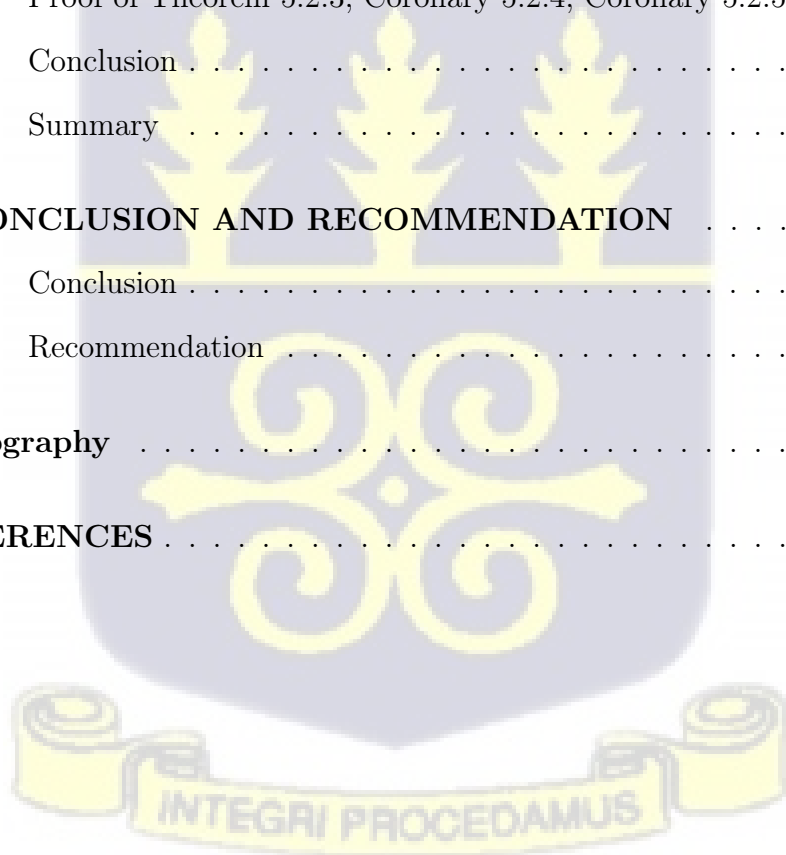 Proof of Theorem 5.2.3, Corollary 5.2.4, Corollary 5.2.5
Conclusion . . . . . . . . . . . . . . . . . . . . . . . . .
Summary . . . . . . . . . . . . . . . . . . . . . . . . .
ONCLUSION AND RECOMMENDATION . . . .
Conclusion . . . . . . . . . . . . . . . . . . . . . . . . .
Recommendation . . . . . . . . . . . . . . . . . . . . .
ography . . . . . . . . . . . . . . . . . . . . . . . . . . .
ERENCES . . . . . . . . . . . . . . . . . . . . . . . . . .
INTEGRI PROCEDAMUS